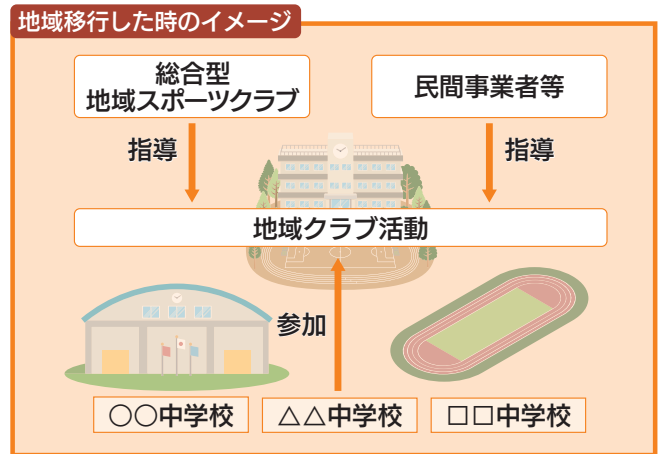 地域移行した時のイメージ
総合型
地域スポーツクラブ
民間事業者等
指導
指導
地域クラブ活動
参加
○○中学校
△△中学校
□□中学校